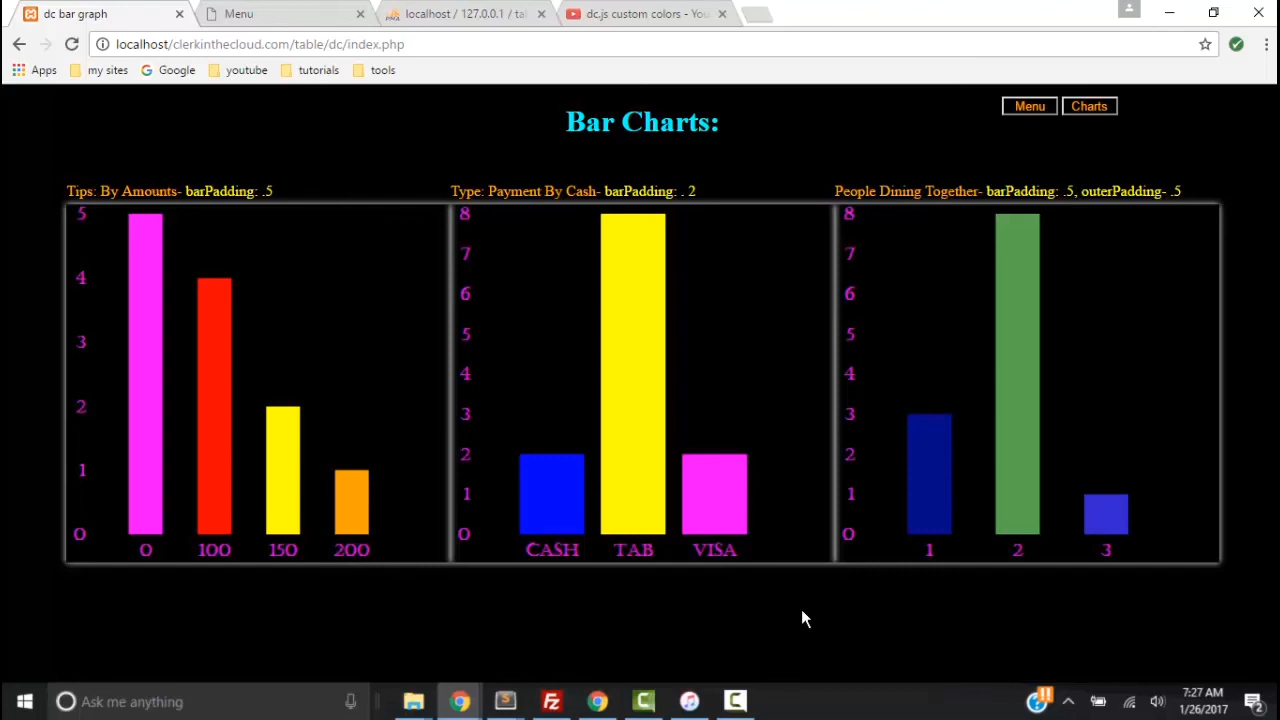 dc bar graph
Menu
localhost / 127.0.0.1 / tal
dc.js custom colors - You
localhost/clerkinthecloud.com/table/dc/index.php
Apps my sites Google youtube tutorials tools
Menu Charts
Bar Charts:
Tips: By Amounts- barPadding: .5
5
4
3
2
1
0
0 100 150 200
Type: Payment By Cash- barPadding: . 2
8
7
6
5
4
3
2
1
0
CASH TAB VISA
People Dining Together- barPadding: .5, outerPadding- .5
8
7
6
5
4
3
2
1
0
1 2 3
Ask me anything
7:27 AM
1/26/2017
2